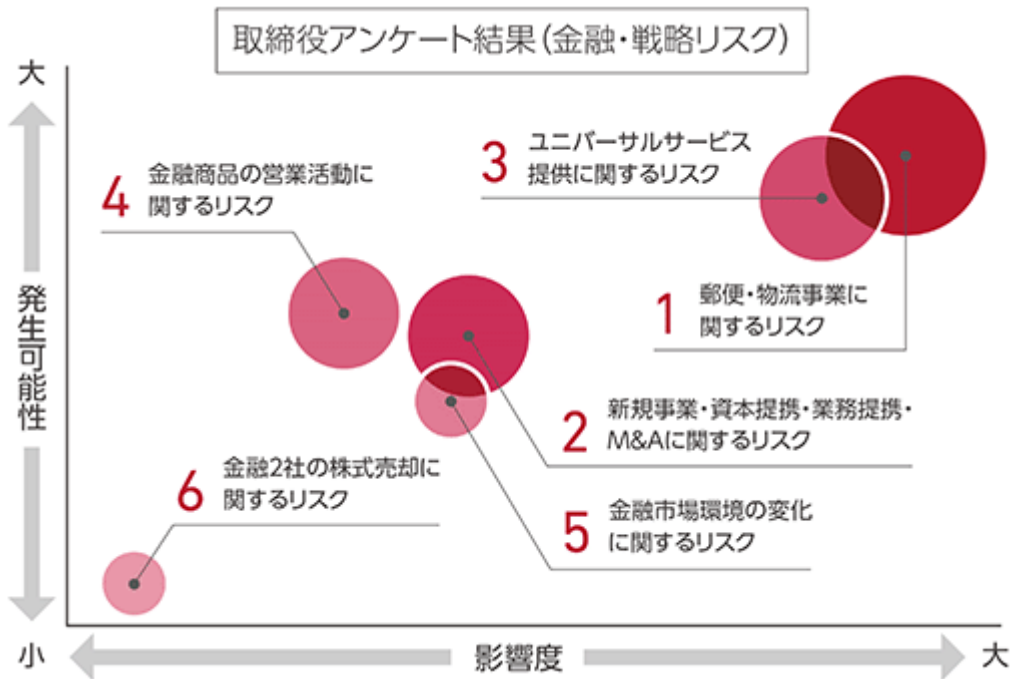 取締役アンケート結果(金融・戦略リスク)
大
発生可能性
小
影響度
大
3
ユニバーサルサービス
提供に関するリスク
4
金融商品の営業活動に
関するリスク
1
郵便・物流事業に
関するリスク
2
新規事業・資本提携・業務提携・
M&Aに関するリスク
6
金融2社の株式売却に
関するリスク
5
金融市場環境の変化
に関するリスク